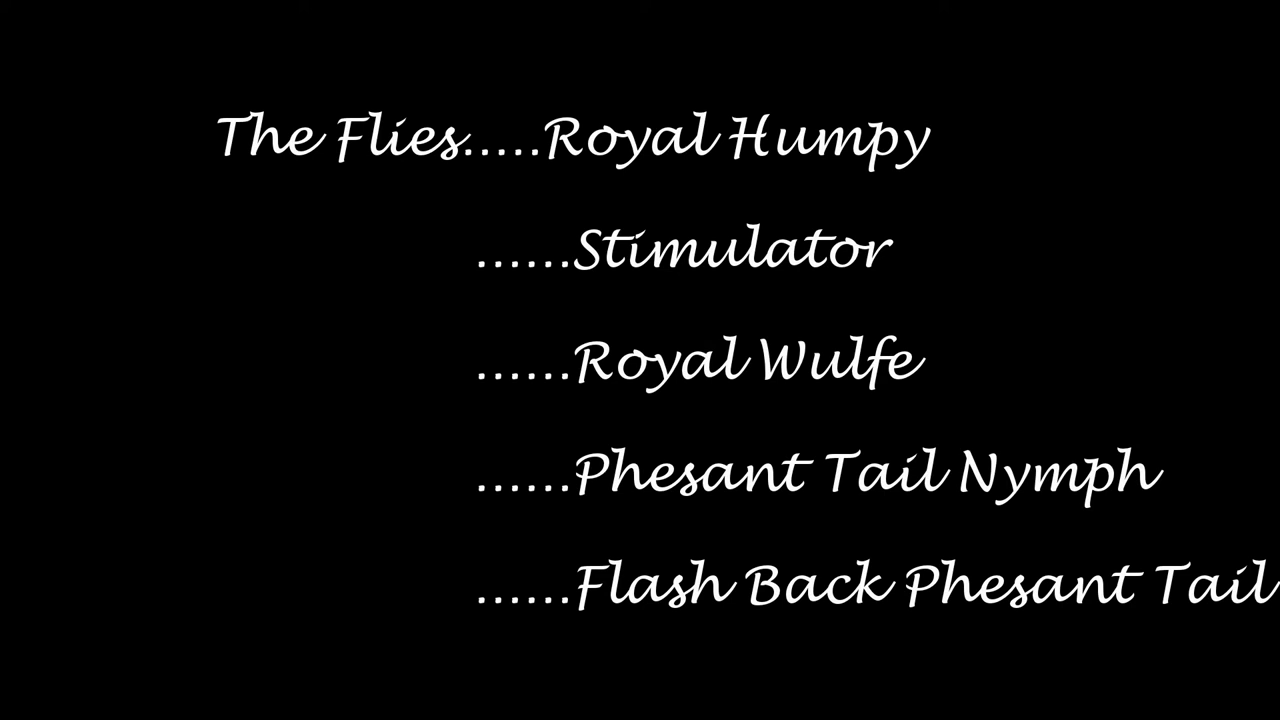 The Flies.....Royal Humpy
......Stimulator
......Royal Wulfe
......Phesant Tail Nymph
......Flash Back Phesant Tail